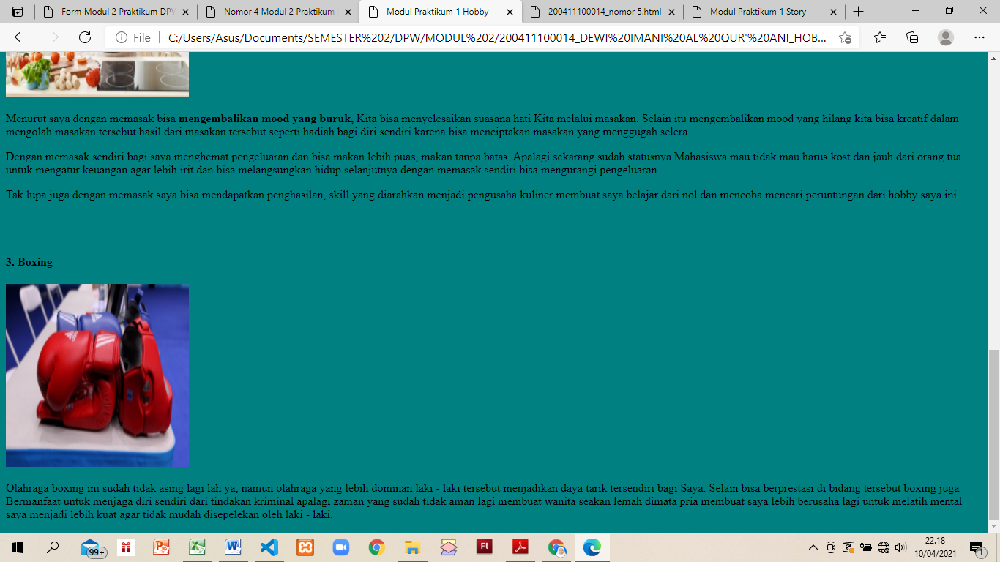 Form Modul 2 Praktikum DPW
Nomor 4 Modul 2 Praktikum
Modul Praktikum 1 Hobby
200411100014_nomor 5.html
Modul Praktikum 1 Story
File
C:/Users/Asus/Documents/SEMESTER%202/DPW/MODUL%202/200411100014_DEWI%20IMANI%20AL%20QUR'%20ANI_HOB...
Menurut saya dengan memasak bisa mengembalikan mood yang buruk, Kita bisa menyelesaikan suasana hati Kita melalui masakan. Selain itu mengembalikan mood yang hilang kita bisa kreatif dalam
mengolah masakan tersebut hasil dari masakan tersebut seperti hadiah bagi diri sendiri karena bisa menciptakan masakan yang menggugah selera.
Dengan memasak sendiri bagi saya menghemat pengeluaran dan bisa makan lebih puas, makan tanpa batas. Apalagi sekarang sudah statusnya Mahasiswa mau tidak mau harus kost dan jauh dari orang tua
untuk mengatur keuangan agar lebih irit dan bisa melangsungkan hidup selanjutnya dengan memasak sendiri bisa mengurangi pengeluaran.
Tak lupa juga dengan memasak saya bisa mendapatkan penghasilan, skill yang diarahkan menjadi pengusaha kuliner membuat saya belajar dari nol dan mencoba mencari peruntungan dari hobby saya ini.
3. Boxing
Olahraga boxing ini sudah tidak asing lagi lah ya, namun olahraga yang lebih dominan laki - laki tersebut menjadikan daya tarik tersendiri bagi Saya. Selain bisa berprestasi di bidang tersebut boxing juga
Bermanfaat untuk menjaga diri sendiri dari tindakan kriminal apalagi zaman yang sudah tidak aman lagi membuat wanita seakan lemah dimata pria membuat saya lebih berusaha lagi untuk melatih mental
saya menjadi lebih kuat agar tidak mudah disepelekan oleh laki - laki.
99+
Fl
22.18
10/04/2021
1